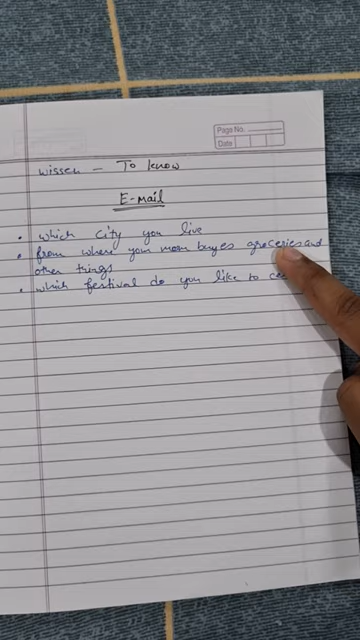 Page No.
Date
wissen – To know
E-Mail
• which city you live
• from where your mom buyes groceries and
other things
• which festival do you like to